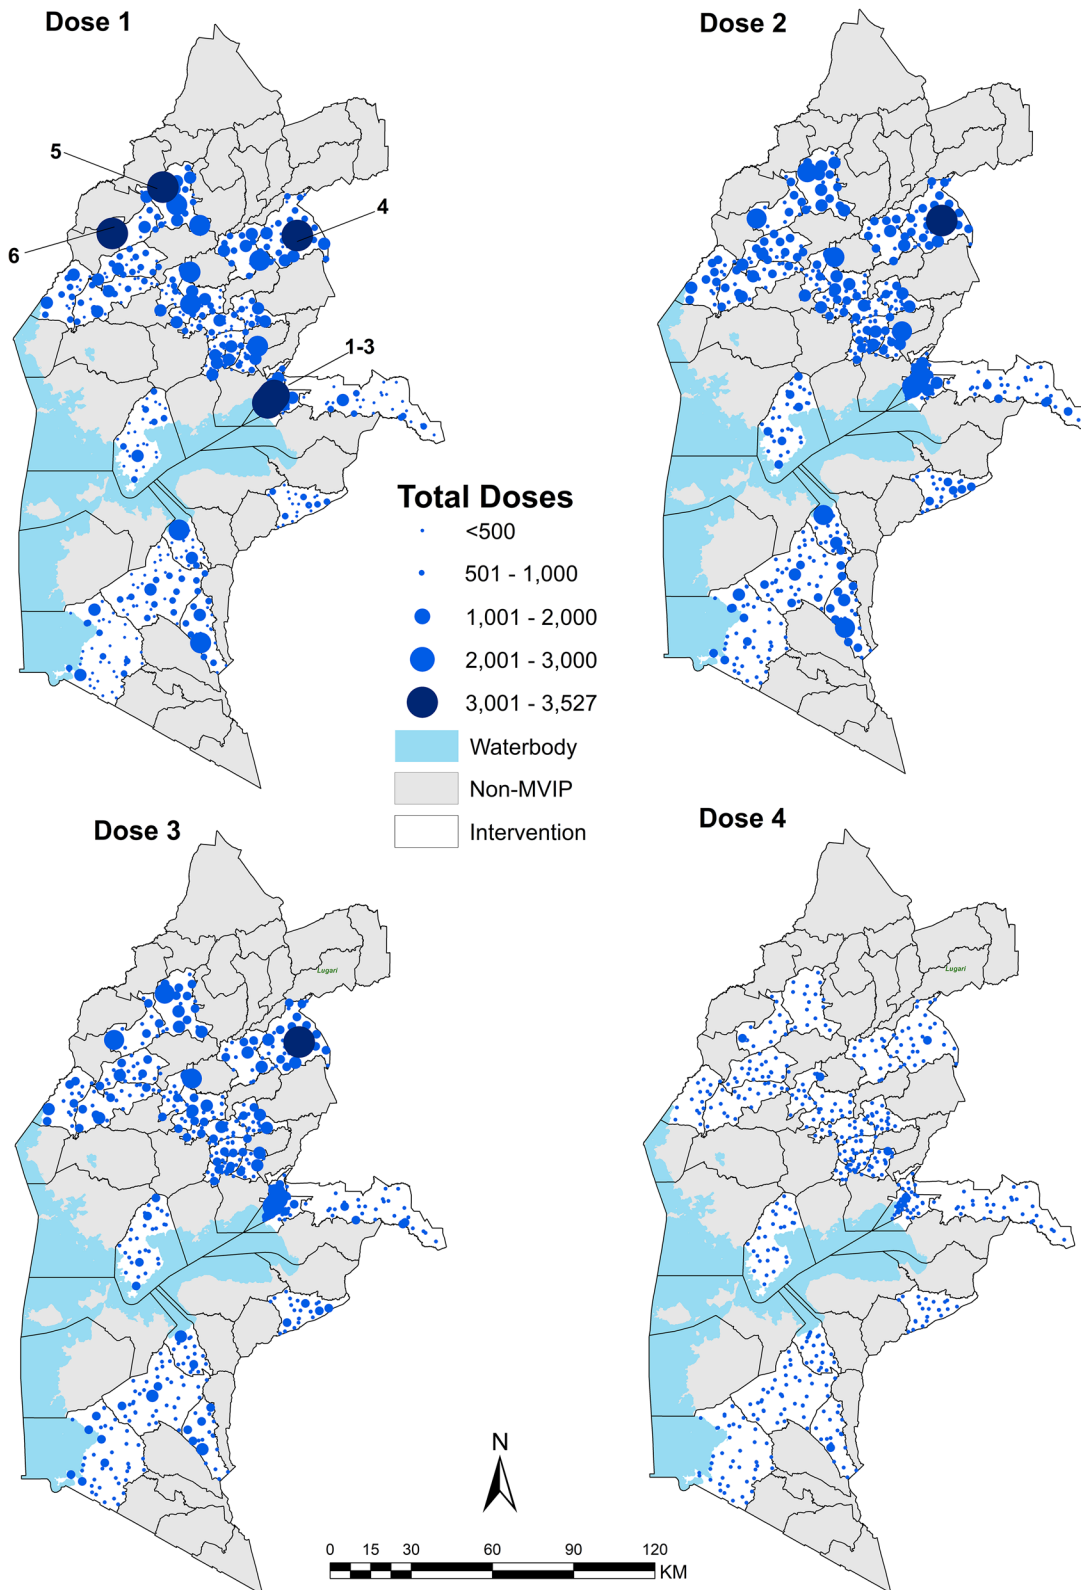 Dose 1
Dose 2
5
4
6
1-3
Total Doses
<500
501 - 1,000
1,001 - 2,000
2,001 - 3,000
3,001 - 3,527
Waterbody
Non-MVIP
Intervention
Dose 3
Dose 4
Lugari
Lugari
N
0 15 30 60 90 120
KM